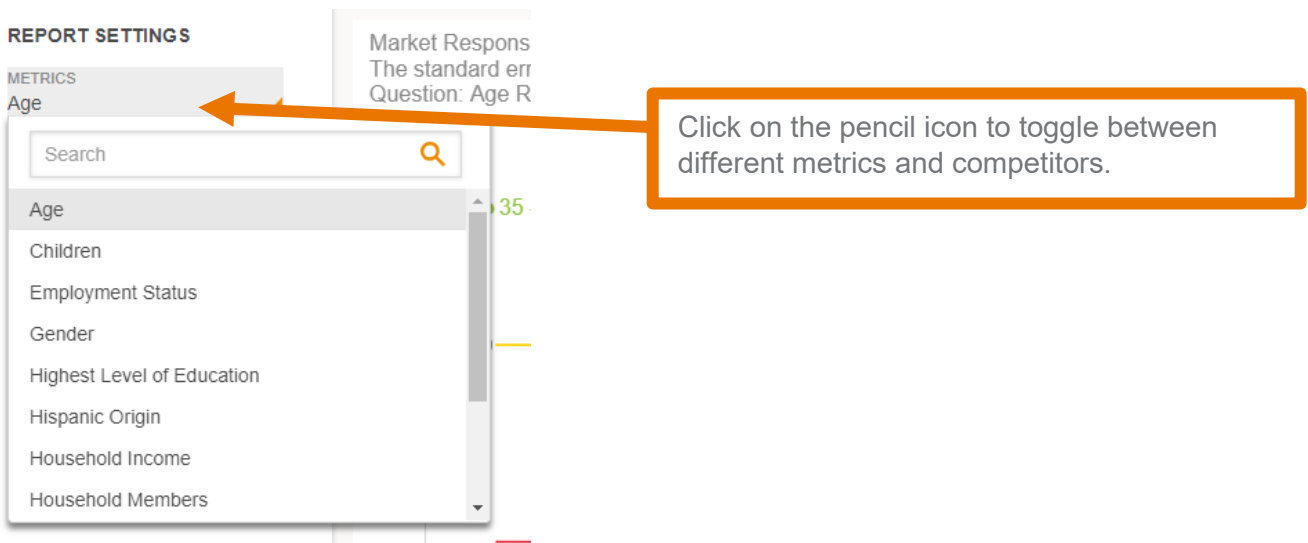 REPORT SETTINGS
METRICS
Age
Search
Age
Children
Employment Status
Gender
Highest Level of Education
Hispanic Origin
Household Income
Household Members
Market Respons
The standard err
Question: Age R
35
Click on the pencil icon to toggle between
different metrics and competitors.